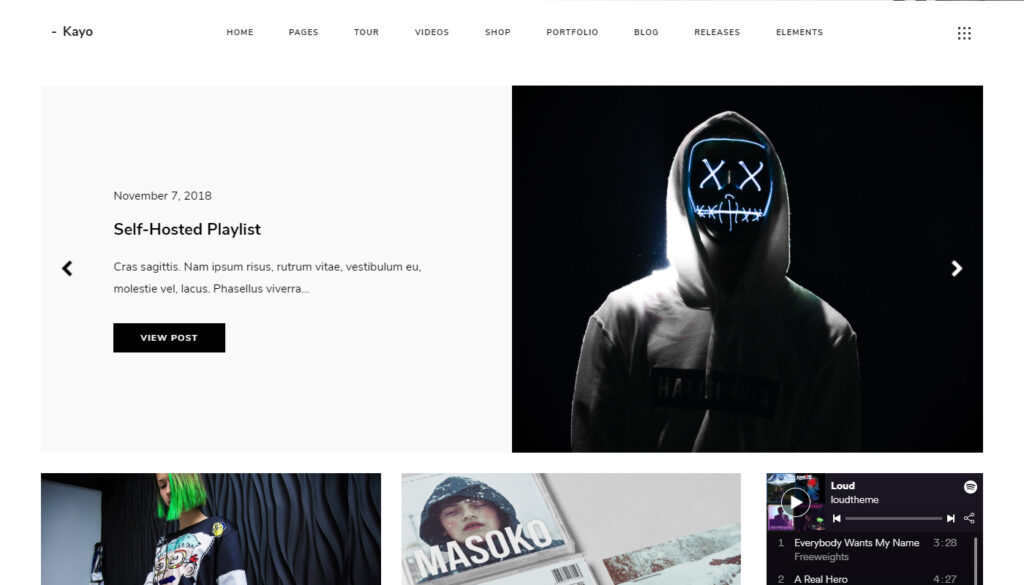 - Kayo
HOME PAGES TOUR VIDEOS SHOP PORTFOLIO BLOG RELEASES ELEMENTS
November 7, 2018
Self-Hosted Playlist
Cras sagittis. Nam ipsum risus, rutrum vitae, vestibulum eu,
molestie vel, lacus. Phasellus viverra...
VIEW POST
MASOKO
Loud
loudtheme
1 Everybody Wants My Name 3:28
Freeweights
2 A Real Hero 4:27